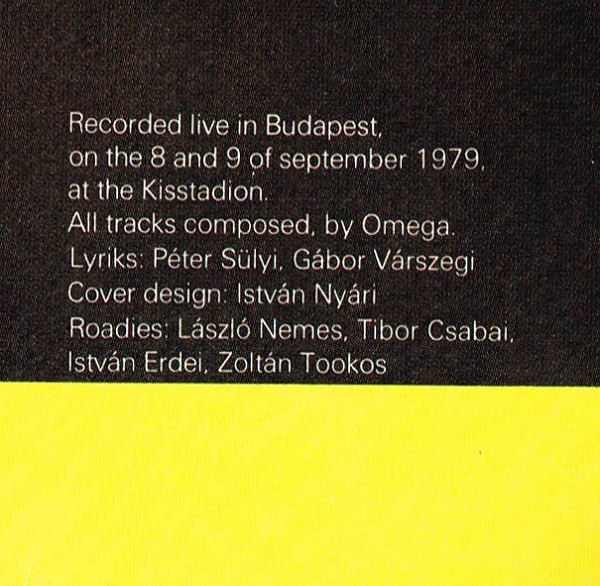 Recorded live in Budapest,
on the 8 and 9 of september 1979,
at the Kisstadion.
All tracks composed, by Omega.
Lyriks: Péter Sülyi, Gábor Várszegi
Cover design: István Nyári
Roadies: László Nemes, Tibor Csabai,
István Erdei, Zoltán Tookos